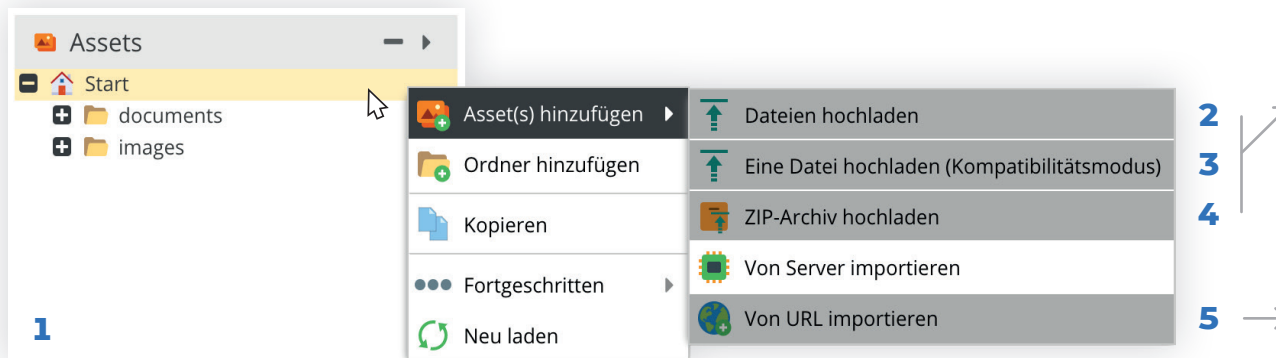 Assets
Start
documents
images
Asset(s) hinzufügen
Ordner hinzufügen
Kopieren
Fortgeschritten
Neu laden
Dateien hochladen
Eine Datei hochladen (Kompatibilitätsmodus)
ZIP-Archiv hochladen
Von Server importieren
Von URL importieren
1
2
3
4
5